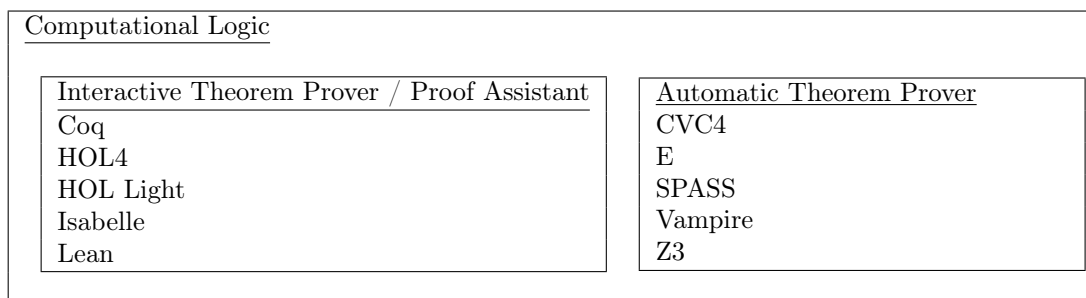 Computational Logic
Interactive Theorem Prover / Proof Assistant
Coq
HOL4
HOL Light
Isabelle
Lean
Automatic Theorem Prover
CVC4
E
SPASS
Vampire
Z3